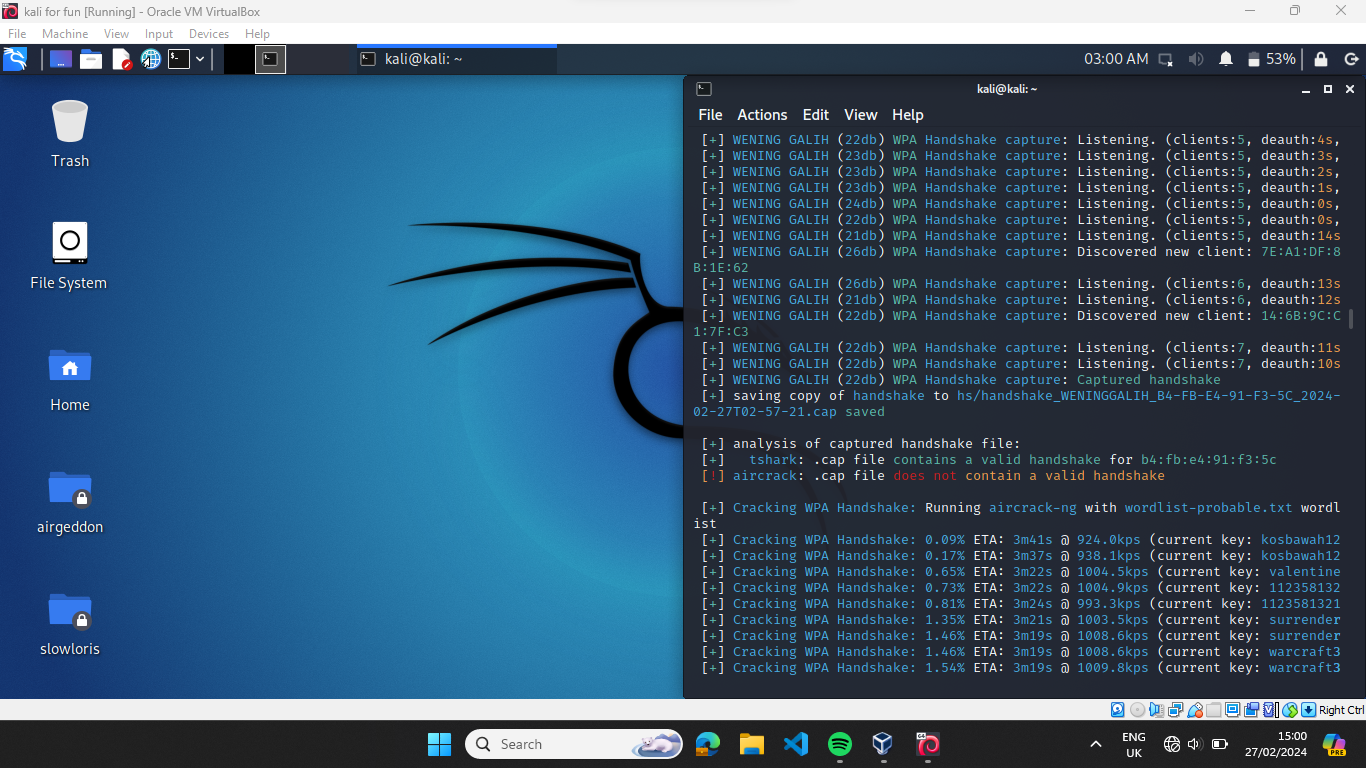 kali for fun [Running] - Oracle VM VirtualBox
File Machine View Input Devices Help
kali@kali: ~
03:00 AM
53%
Trash
File System
Home
airgeddon
slowloris
kali@kali: ~
File Actions Edit View Help
[+] WENING GALIH (22db) WPA Handshake capture: Listening. (clients:5, deauth:4s,
[+] WENING GALIH (23db) WPA Handshake capture: Listening. (clients:5, deauth:3s,
[+] WENING GALIH (23db) WPA Handshake capture: Listening. (clients:5, deauth:2s,
[+] WENING GALIH (23db) WPA Handshake capture: Listening. (clients:5, deauth:1s,
[+] WENING GALIH (24db) WPA Handshake capture: Listening. (clients:5, deauth:0s,
[+] WENING GALIH (22db) WPA Handshake capture: Listening. (clients:5, deauth:0s,
[+] WENING GALIH (21db) WPA Handshake capture: Listening. (clients:5, deauth:14s
[+] WENING GALIH (26db) WPA Handshake capture: Discovered new client: 7E:A1:DF:8
B:1E:62
[+] WENING GALIH (26db) WPA Handshake capture: Listening. (clients:6, deauth:13s
[+] WENING GALIH (21db) WPA Handshake capture: Listening. (clients:6, deauth:12s
[+] WENING GALIH (22db) WPA Handshake capture: Discovered new client: 14:6B:9C:C
1:7F:C3
[+] WENING GALIH (22db) WPA Handshake capture: Listening. (clients:7, deauth:11s
[+] WENING GALIH (22db) WPA Handshake capture: Listening. (clients:7, deauth:10s
[+] WENING GALIH (22db) WPA Handshake capture: Captured handshake
[+] saving copy of handshake to hs/handshake_WENINGGALIH_B4-FB-E4-91-F3-5C_2024-
02-27T02-57-21.cap saved
[+] analysis of captured handshake file:
[+] tshark: .cap file contains a valid handshake for b4:fb:e4:91:f3:5c
[!] aircrack: .cap file does not contain a valid handshake
[+] Cracking WPA Handshake: Running aircrack-ng with wordlist-probable.txt wordl
ist
[+] Cracking WPA Handshake: 0.09% ETA: 3m41s @ 924.0kps (current key: kosbawah12
[+] Cracking WPA Handshake: 0.17% ETA: 3m37s @ 938.1kps (current key: kosbawah12
[+] Cracking WPA Handshake: 0.65% ETA: 3m22s @ 1004.5kps (current key: valentine
[+] Cracking WPA Handshake: 0.73% ETA: 3m22s @ 1004.9kps (current key: 112358132
[+] Cracking WPA Handshake: 0.81% ETA: 3m24s @ 993.3kps (current key: 1123581321
[+] Cracking WPA Handshake: 1.35% ETA: 3m21s @ 1003.5kps (current key: surrender
[+] Cracking WPA Handshake: 1.46% ETA: 3m19s @ 1008.6kps (current key: surrender
[+] Cracking WPA Handshake: 1.46% ETA: 3m19s @ 1008.6kps (current key: warcraft3
[+] Cracking WPA Handshake: 1.54% ETA: 3m19s @ 1009.8kps (current key: warcraft3
Right Ctrl
Search
ENG
UK
15:00
27/02/2024
PRE